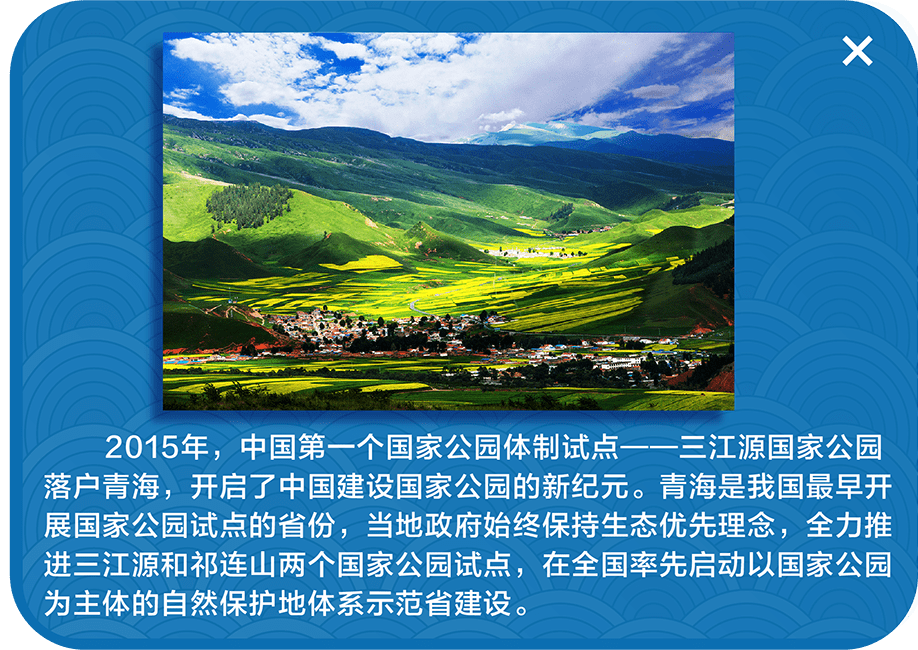 2015年，中国第一个国家公园体制试点——三江源国家公园
落户青海，开启了中国建设国家公园的新纪元。青海是我国最早开
展国家公园试点的省份，当地政府始终保持生态优先理念，全力推
进三江源和祁连山两个国家公园试点，在全国率先启动以国家公园
为主体的自然保护地体系示范省建设。